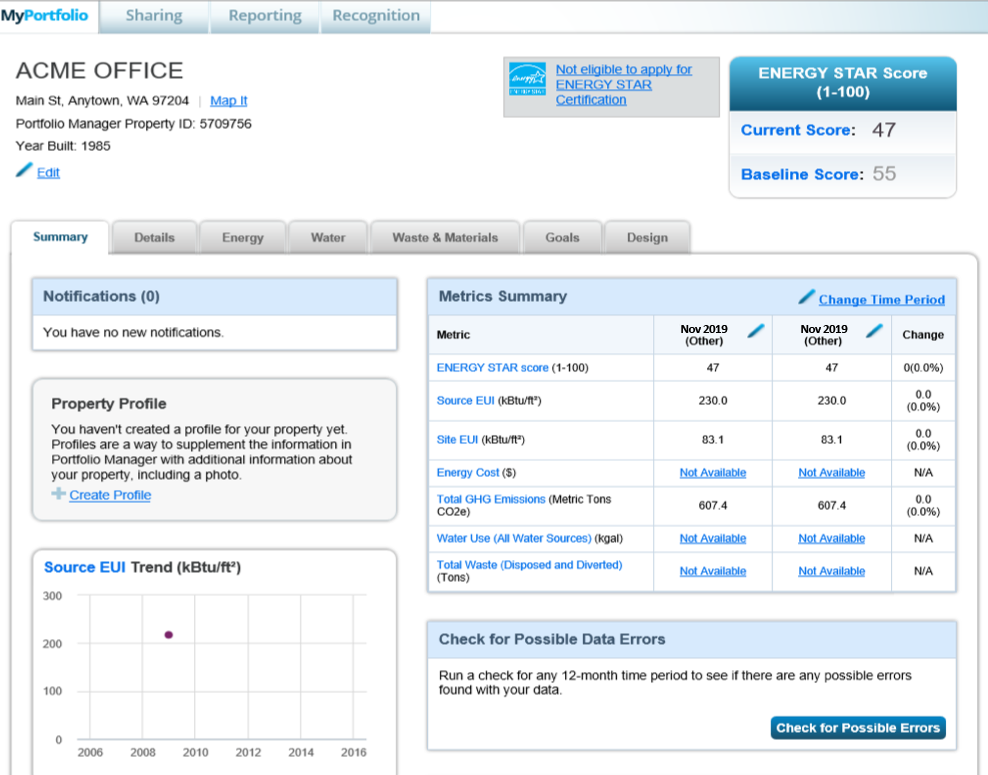 MyPortfolio Sharing Reporting Recognition
ACME OFFICE
Main St, Anytown, WA 97204 | Map It
Portfolio Manager Property ID: 5709756
Year Built: 1985
Edit
Not eligible to apply for
ENERGY STAR
Certification
ENERGY STAR Score
(1-100)
Current Score: 47
Baseline Score: 55
Summary Details Energy Water Waste & Materials Goals Design
Notifications (0)
You have no new notifications.
Property Profile
You haven't created a profile for your property yet.
Profiles are a way to supplement the information in
Portfolio Manager with additional information about
your property, including a photo.
Create Profile
Source EUI Trend (kBtu/ft²)
300
200
100
0
2006 2008 2010 2012 2014 2016
Metrics Summary Change Time Period
Metric Nov 2019 (Other) Nov 2019 (Other) Change
ENERGY STAR score (1-100) 47 47 0(0.0%)
Source EUI (kBtu/ft²) 230.0 230.0 0.0 (0.0%)
Site EUI (kBtu/ft²) 83.1 83.1 0.0 (0.0%)
Energy Cost ($) Not Available Not Available N/A
Total GHG Emissions (Metric Tons CO2e) 607.4 607.4 0.0 (0.0%)
Water Use (All Water Sources) (kgal) Not Available Not Available N/A
Total Waste (Disposed and Diverted) (Tons) Not Available Not Available N/A
Check for Possible Data Errors
Run a check for any 12-month time period to see if there are any possible errors
found with your data.
Check for Possible Errors